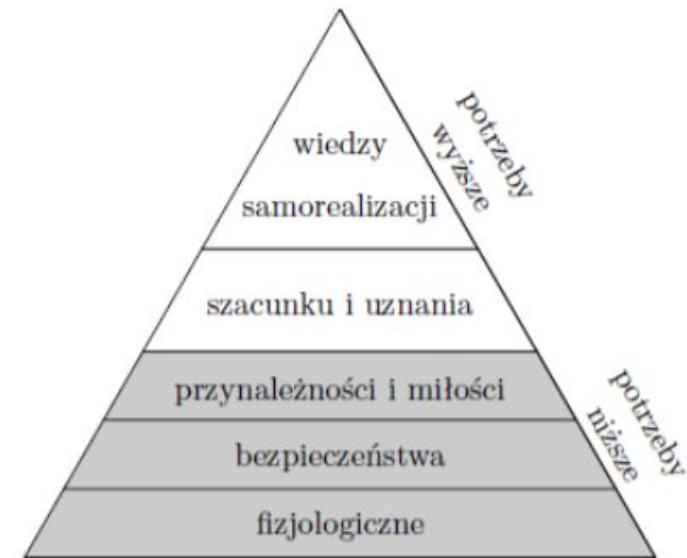 wiedzy
samorealizacji
potrzeby
wyższe
szacunku i uznania
przynależności i miłości
bezpieczeństwa
fizjologiczne
potrzeby
niższe